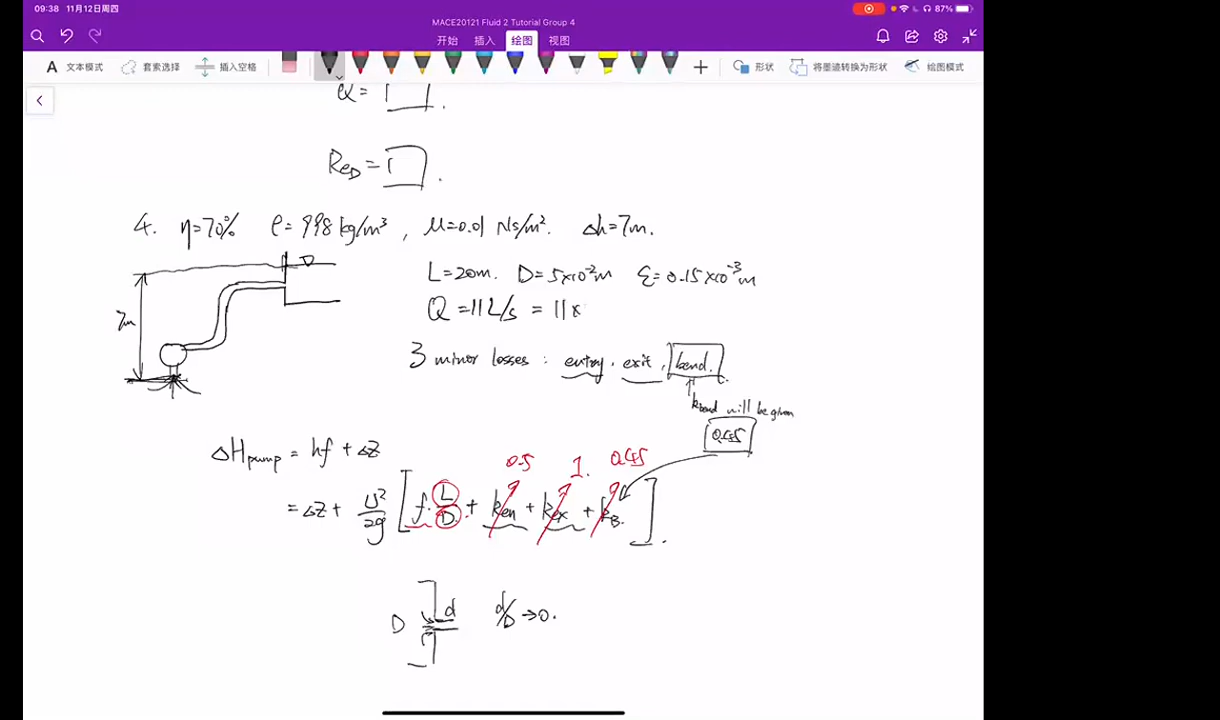 09:38 11月12日周四
87%
MACE20121 Fluid 2 Tutorial Group 4
开始 插入 绘图 视图
文本模式 套索选择 插入空格 形状 将墨迹转换为形状 绘图模式
Q =
Re_D =
4. η=70% ρ=998 kg/m³, μ=0.01 Ns/m². Δh=7m.
L=20m. D=5×10⁻²m ε=0.15×10⁻³m
7m
Q=11L/s = 11×
3 minor losses: entry, exit, bend.
k_bend will be given
0.45
ΔH_pump = hf + Δz
0.5 1. 0.45
= Δz + U²/2g [f. L/D. + k_en + k_ex + k_B.].
D d d/D → 0.